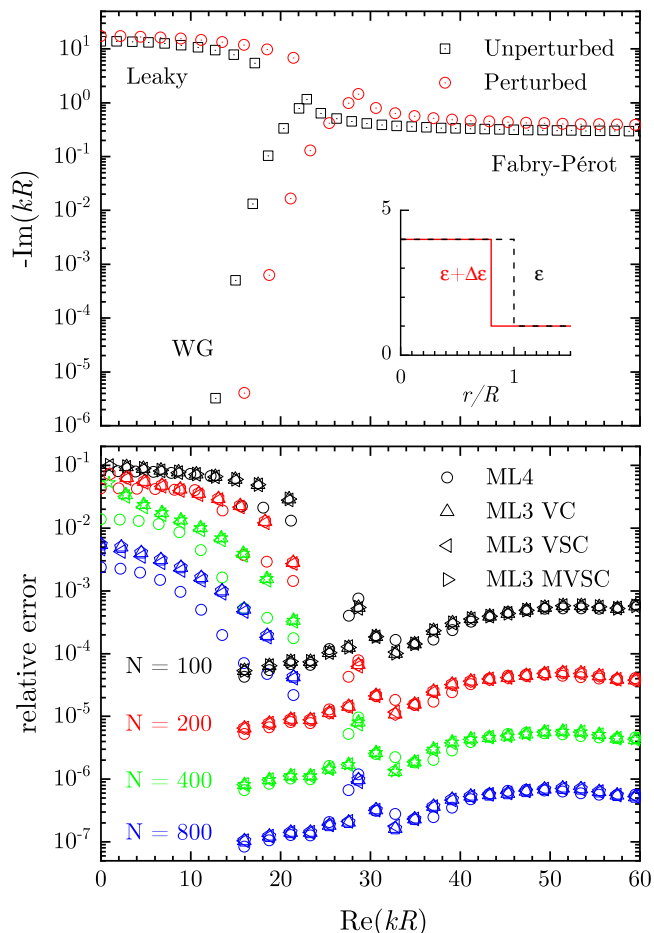 10^1
10^0
10^-1
10^-2
10^-3
10^-4
10^-5
10^-6
-Im(kR)
Unperturbed
Perturbed
Leaky
Fabry-Pérot
WG
5
0
0
1
ε+Δε
ε
r/R
10^-1
10^-2
10^-3
10^-4
10^-5
10^-6
10^-7
relative error
ML4
ML3 VC
ML3 VSC
ML3 MVSC
N = 100
N = 200
N = 400
N = 800
0 10 20 30 40 50 60
Re(kR)